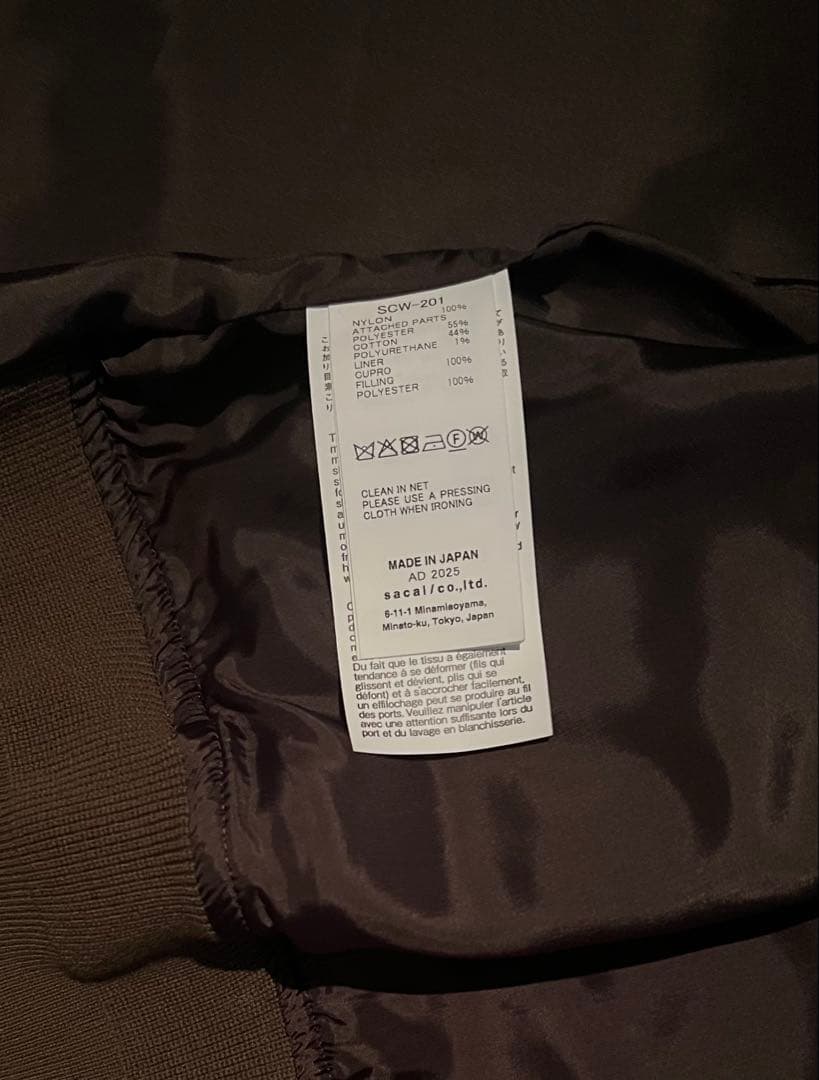 SCW-201
NYLON 100%
ATTACHED PARTS
POLYESTER 55%
COTTON 44%
POLYURETHANE 1%
LINER
CUPRO 100%
FILLING
POLYESTER 100%
F
W
CLEAN IN NET
PLEASE USE A PRESSING
CLOTH WHEN IRONING
MADE IN JAPAN
AD 2025
sacai/co.,ltd.
6-11-1 Minamiaoyama,
Minato-ku, Tokyo, Japan
Du fait que le tissu a également
tendance à se déformer (fils qui
glissent et dévient, plis qui se
défont) et à s'accrocher facilement,
un effilochage peut se produire au fil
des ports. Veuillez manipuler l'article
avec une attention suffisante lors du
port et du lavage en blanchisserie.